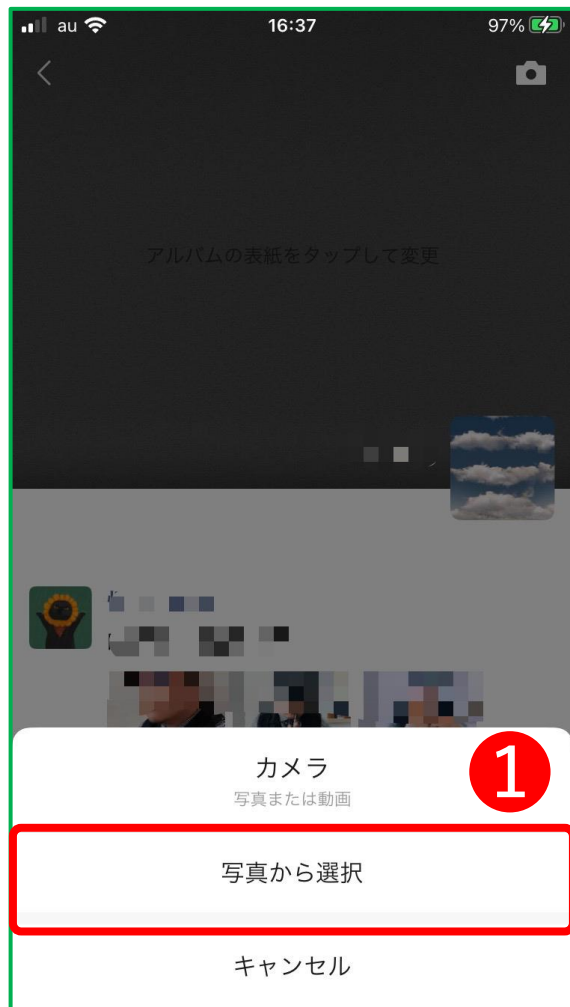 au 16:37 97%
アルバムの表紙をタップして変更
カメラ
1
写真または動画
写真から選択
キャンセル